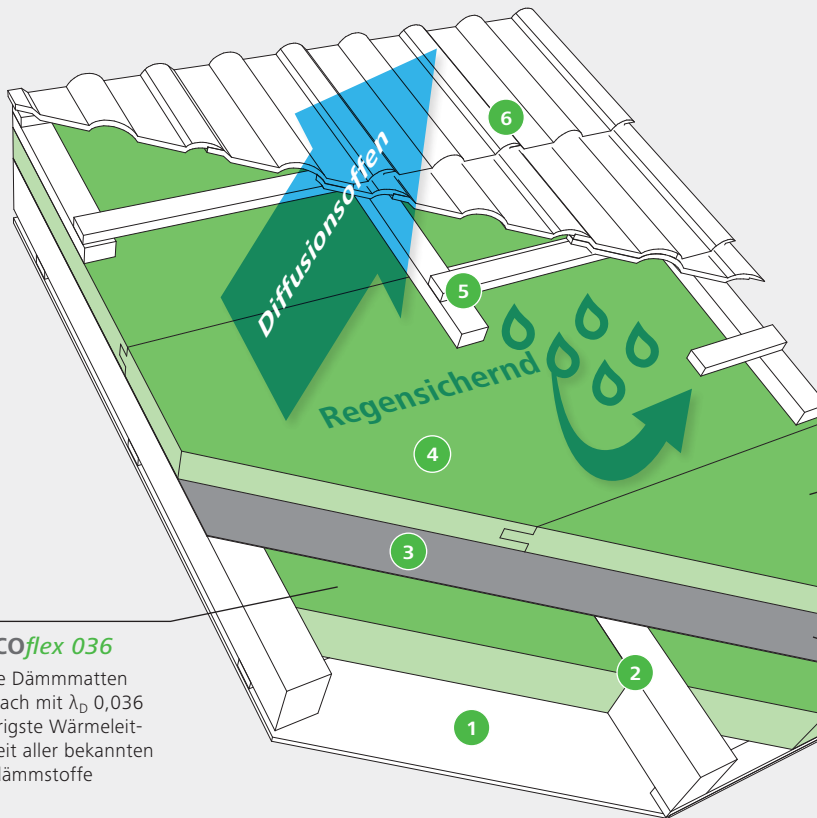 6
Diffusionsoffen
5
Regensichernd
4
3
2
1
COflex 036
e Dämmmatten
ach mit λD 0,036
rigste Wärmeleit-
eit aller bekannten
dämmstoffe